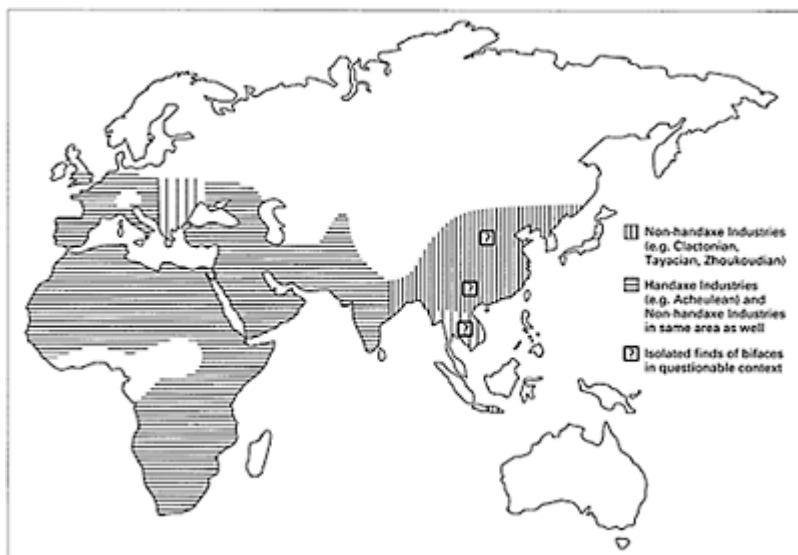 ?
?
?
Non-handaxe Industries
(e.g. Clactonian,
Tayacian, Zhoukoudian)
Handaxe Industries
(e.g. Acheulean) and
Non-handaxe Industries
in same area as well
? Isolated finds of bifaces
in questionable context